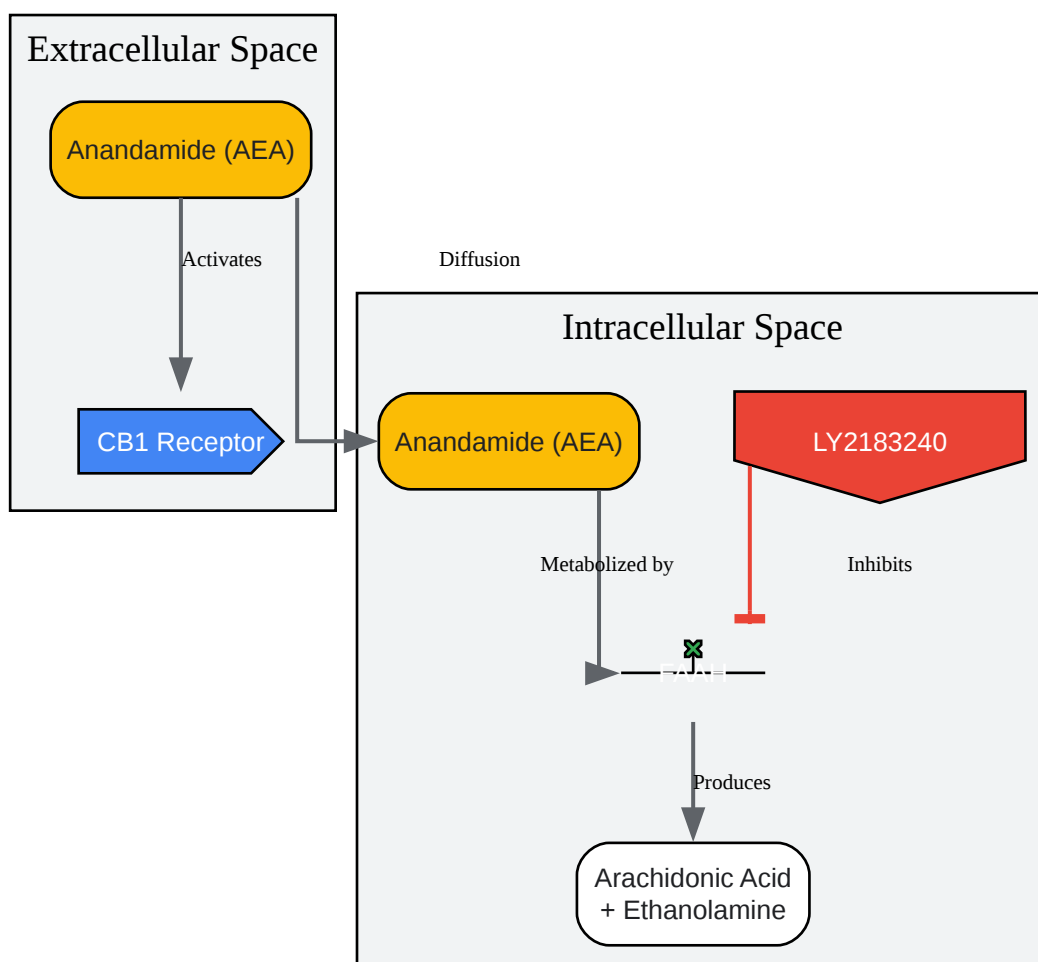 Extracellular Space
Anandamide (AEA)
Activates
Diffusion
CB1 Receptor
Intracellular Space
Anandamide (AEA)
LY2183240
Metabolized by
Inhibits
FAAH
Produces
Arachidonic Acid
+ Ethanolamine